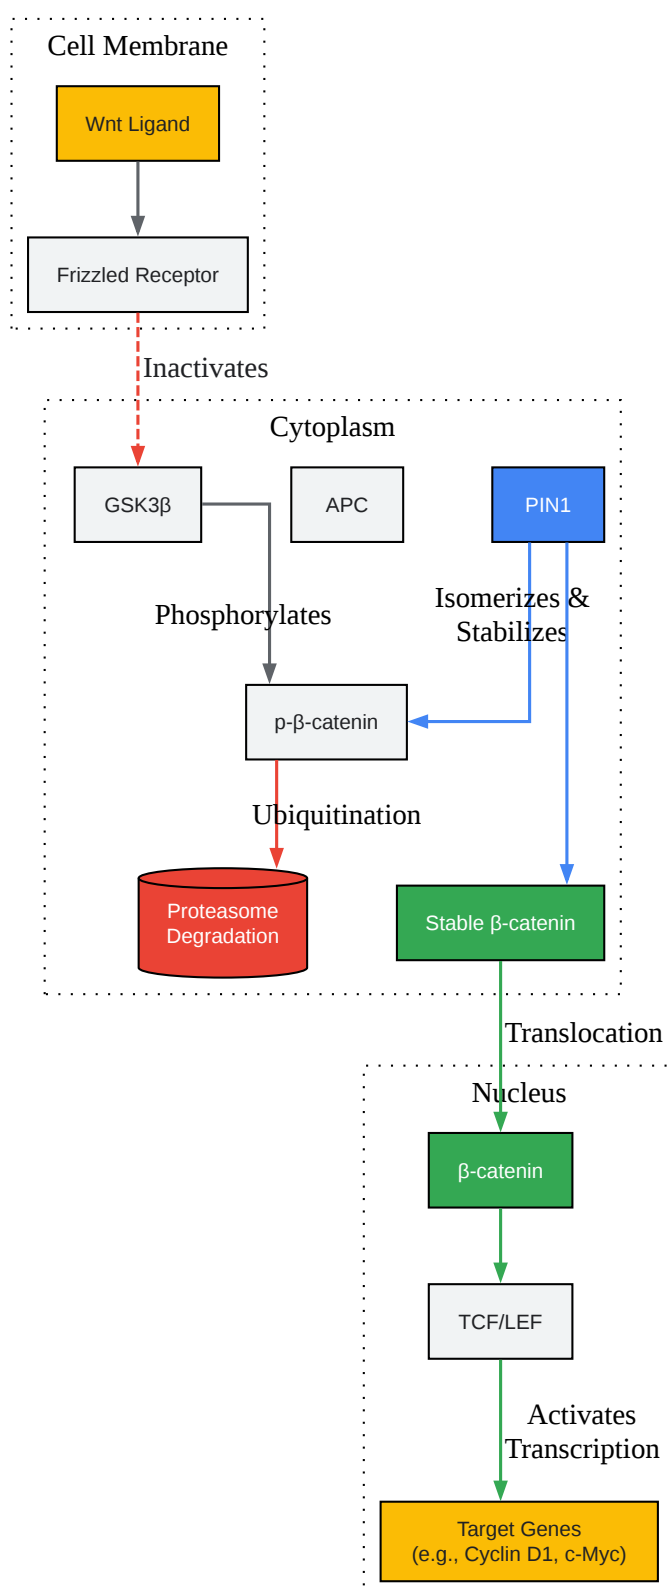 Cell Membrane
Wnt Ligand
Frizzled Receptor
Inactivates
Cytoplasm
GSK3β
APC
PIN1
Phosphorylates
Isomerizes &
Stabilizes
p-β-catenin
Ubiquitination
Proteasome
Degradation
Stable β-catenin
Translocation
Nucleus
β-catenin
TCF/LEF
Activates
Transcription
Target Genes
(e.g., Cyclin D1, c-Myc)